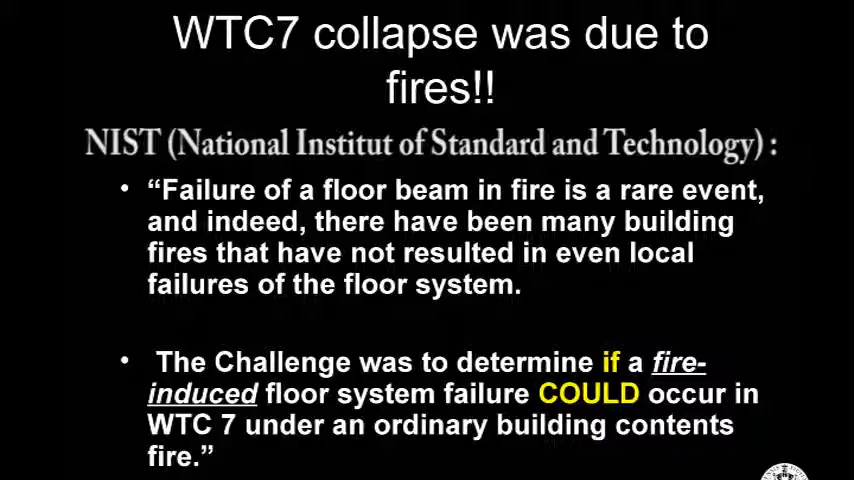 WTC7 collapse was due to
fires!!
NIST (National Institut of Standard and Technology) :
• “Failure of a floor beam in fire is a rare event,
and indeed, there have been many building
fires that have not resulted in even local
failures of the floor system.
• The Challenge was to determine if a fire-
induced floor system failure COULD occur in
WTC 7 under an ordinary building contents
fire.”